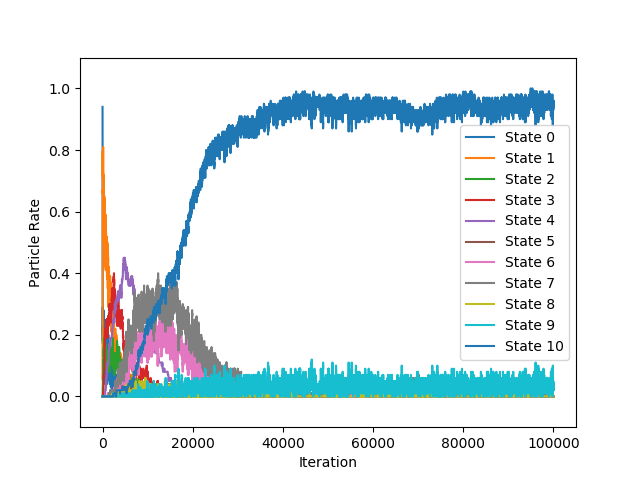 1.0
0.8
0.6
0.4
0.2
0.0
Particle Rate
0
20000
40000
60000
80000
100000
Iteration
State 0
State 1
State 2
State 3
State 4
State 5
State 6
State 7
State 8
State 9
State 10